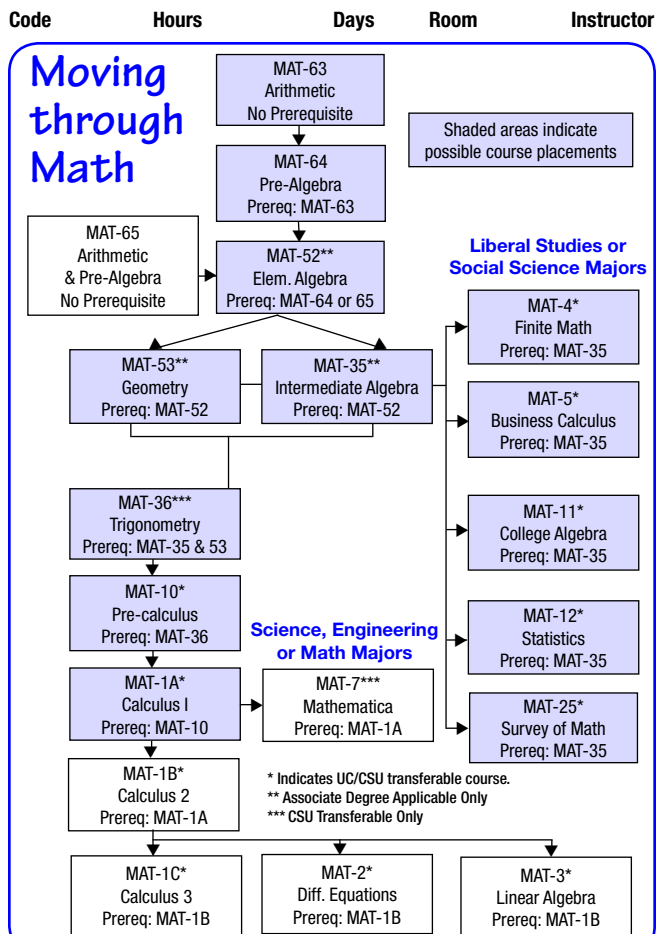 Code Hours Days Room Instructor
Moving
through
Math
MAT-63
Arithmetic
No Prerequisite
Shaded areas indicate
possible course placements
MAT-64
Pre-Algebra
Prereq: MAT-63
MAT-65
Arithmetic
& Pre-Algebra
No Prerequisite
MAT-52**
Elem. Algebra
Prereq: MAT-64 or 65
Liberal Studies or
Social Science Majors
MAT-4*
Finite Math
Prereq: MAT-35
MAT-53**
Geometry
Prereq: MAT-52
MAT-35**
Intermediate Algebra
Prereq: MAT-52
MAT-5*
Business Calculus
Prereq: MAT-35
MAT-36***
Trigonometry
Prereq: MAT-35 & 53
MAT-11*
College Algebra
Prereq: MAT-35
MAT-10*
Pre-calculus
Prereq: MAT-36
Science, Engineering
or Math Majors
MAT-12*
Statistics
Prereq: MAT-35
MAT-1A*
Calculus I
Prereq: MAT-10
MAT-7***
Mathematica
Prereq: MAT-1A
MAT-25*
Survey of Math
Prereq: MAT-35
MAT-1B*
Calculus 2
Prereq: MAT-1A
* Indicates UC/CSU transferable course.
** Associate Degree Applicable Only
*** CSU Transferable Only
MAT-1C*
Calculus 3
Prereq: MAT-1B
MAT-2*
Diff. Equations
Prereq: MAT-1B
MAT-3*
Linear Algebra
Prereq: MAT-1B